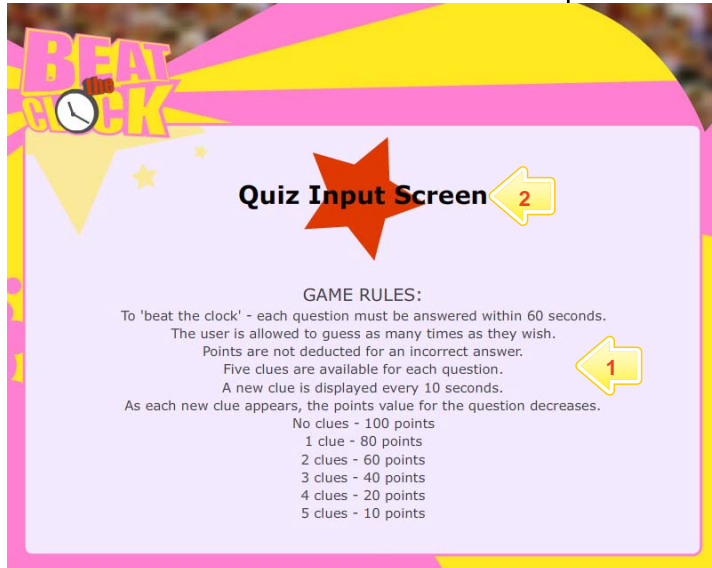 BEAT
the
CLOCK
Quiz Input Screen
2
GAME RULES:
To 'beat the clock' - each question must be answered within 60 seconds.
The user is allowed to guess as many times as they wish.
Points are not deducted for an incorrect answer.
Five clues are available for each question.
1
A new clue is displayed every 10 seconds.
As each new clue appears, the points value for the question decreases.
No clues - 100 points
1 clue - 80 points
2 clues - 60 points
3 clues - 40 points
4 clues - 20 points
5 clues - 10 points